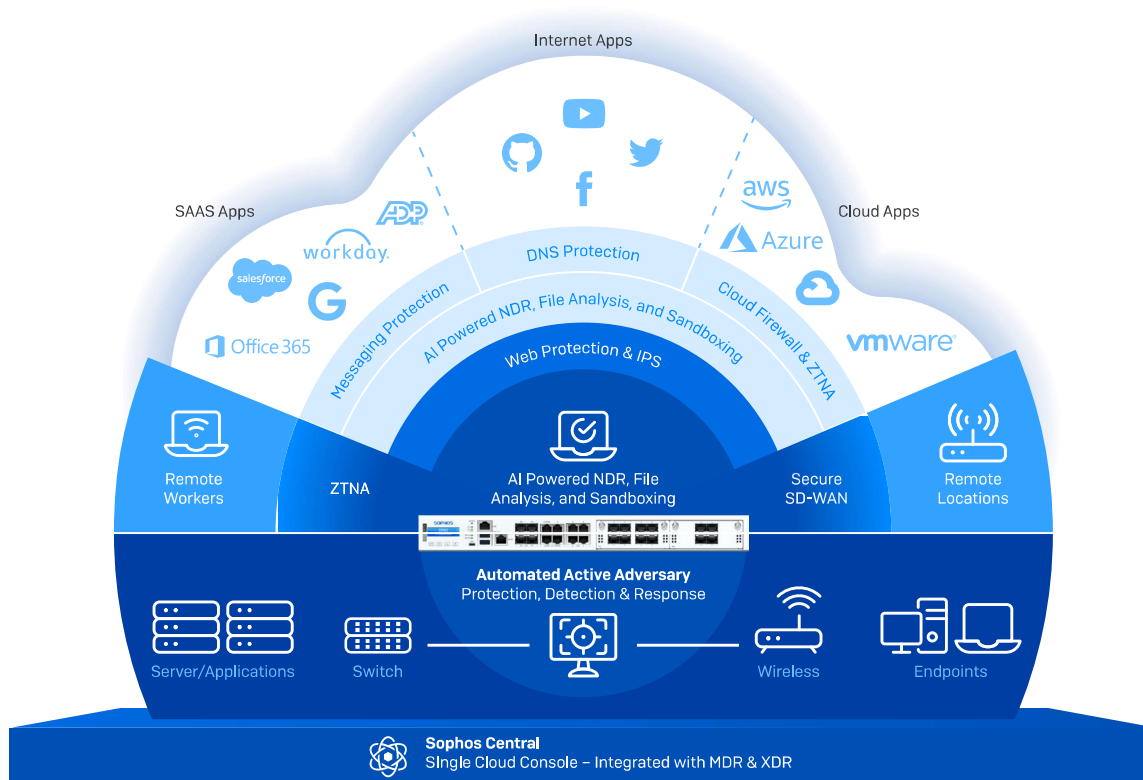 Internet Apps
SAAS Apps
Cloud Apps
ADP
workday.
salesforce
G
Office 365
f
aws
Azure
vmware®
Messaging Protection
DNS Protection
Cloud Firewall & ZTNA
AI Powered NDR, File Analysis, and Sandboxing
Web Protection & IPS
Remote
Workers
ZTNA
AI Powered NDR, File
Analysis, and Sandboxing
Secure
SD-WAN
Remote
Locations
SOPHOS
Automated Active Adversary
Protection, Detection & Response
Server/Applications
Switch
Wireless
Endpoints
Sophos Central
SIngle Cloud Console – Integrated with MDR & XDR